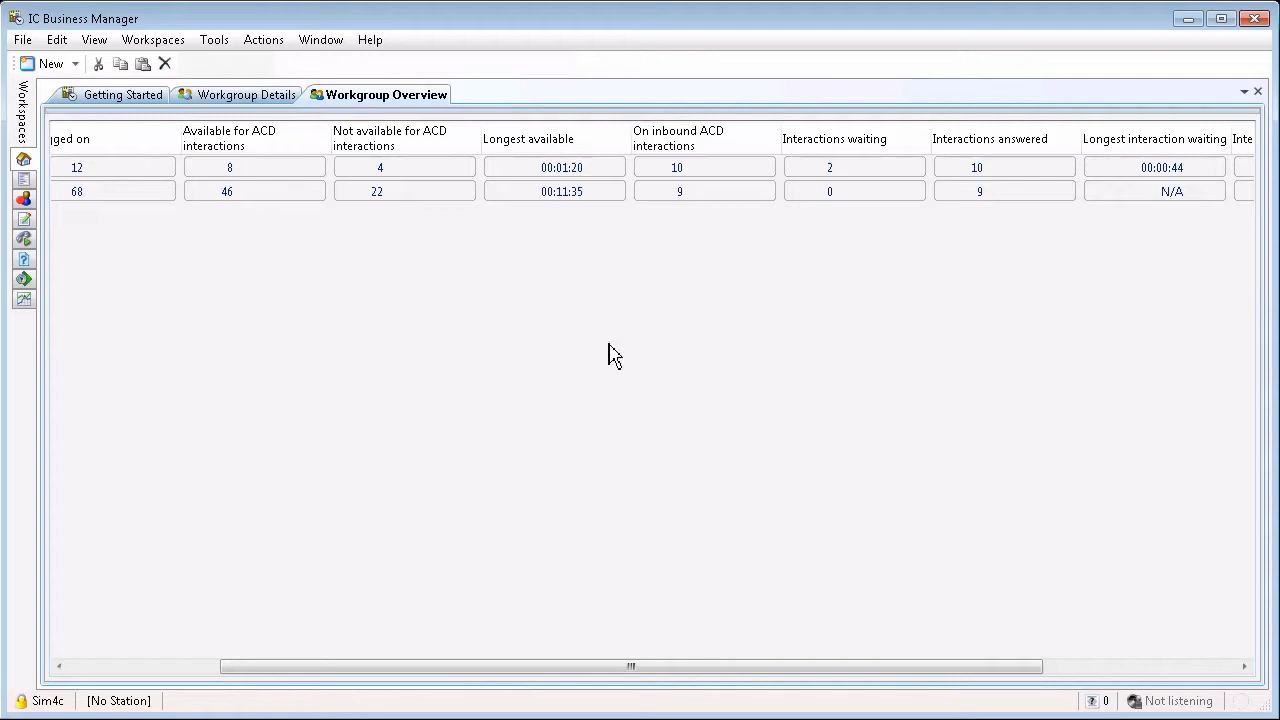 IC Business Manager
File Edit View Workspaces Tools Actions Window Help
New
Workspaces
Getting Started Workgroup Details Workgroup Overview
ged on Available for ACD interactions Not available for ACD interactions Longest available On inbound ACD interactions Interactions waiting Interactions answered Longest interaction waiting Inte
12 8 4 00:01:20 10 2 10 00:00:44
68 46 22 00:11:35 9 0 9 N/A
Sim4c [No Station] 0 Not listening